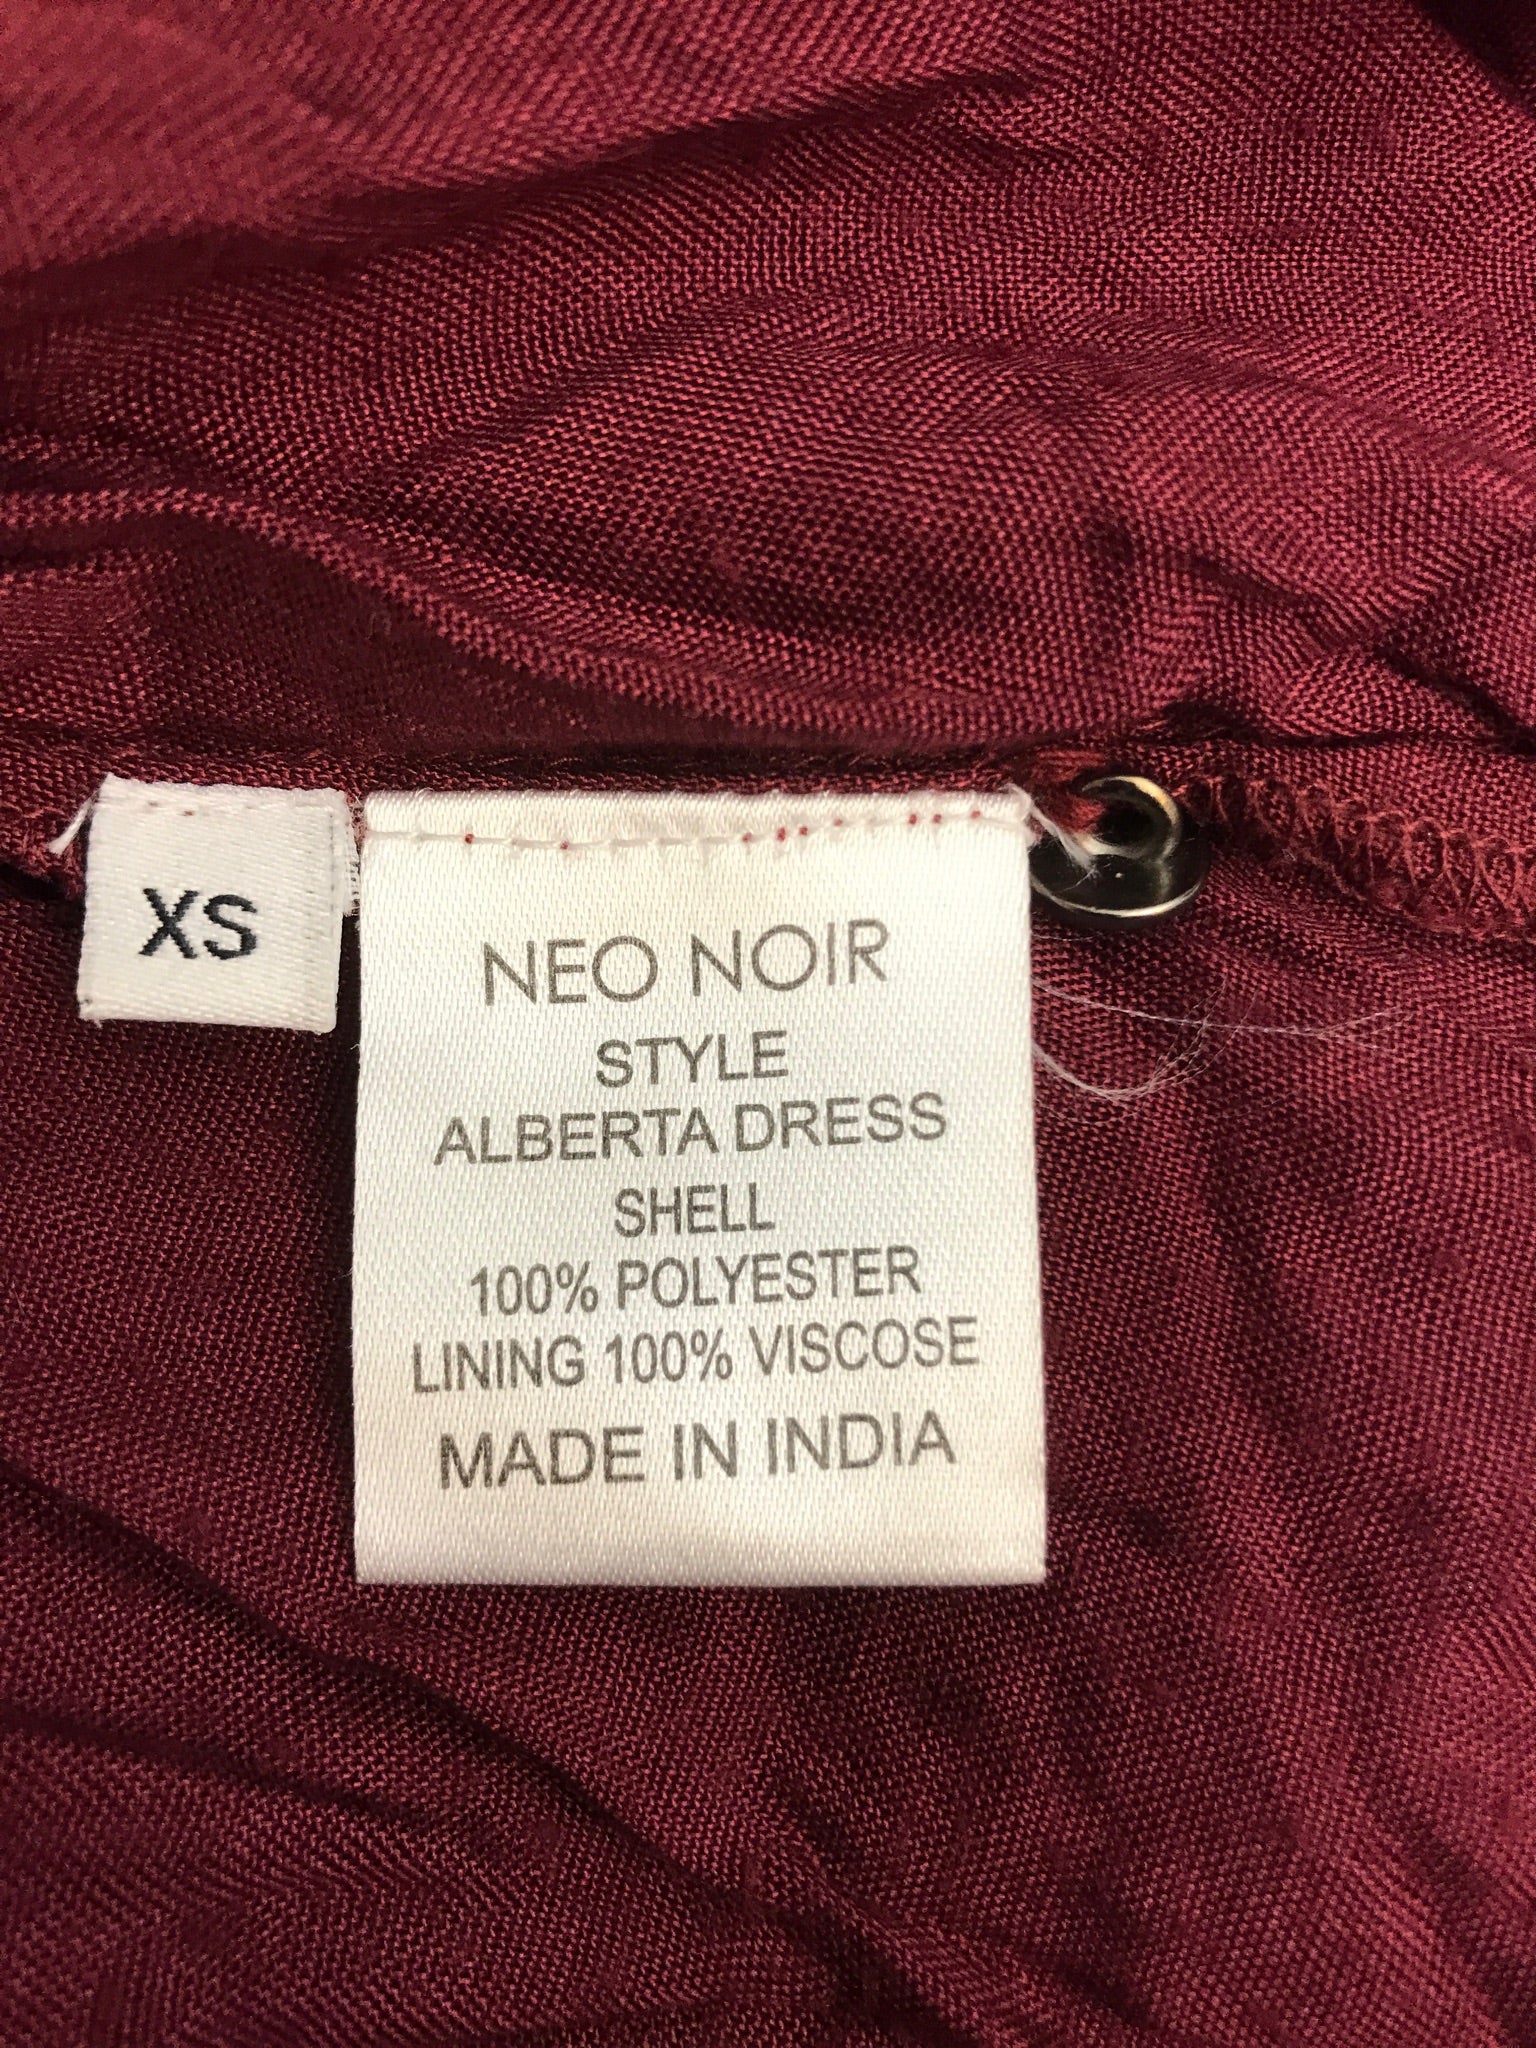 XS
NEO NOIR
STYLE
ALBERTA DRESS
SHELL
100% POLYESTER
LINING 100% VISCOSE
MADE IN INDIA